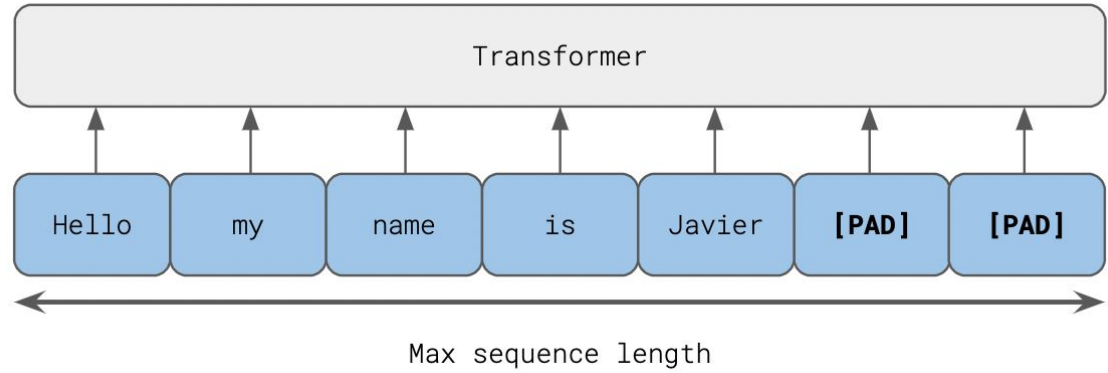 Transformer
Hello my name is Javier [PAD] [PAD]
Max sequence length